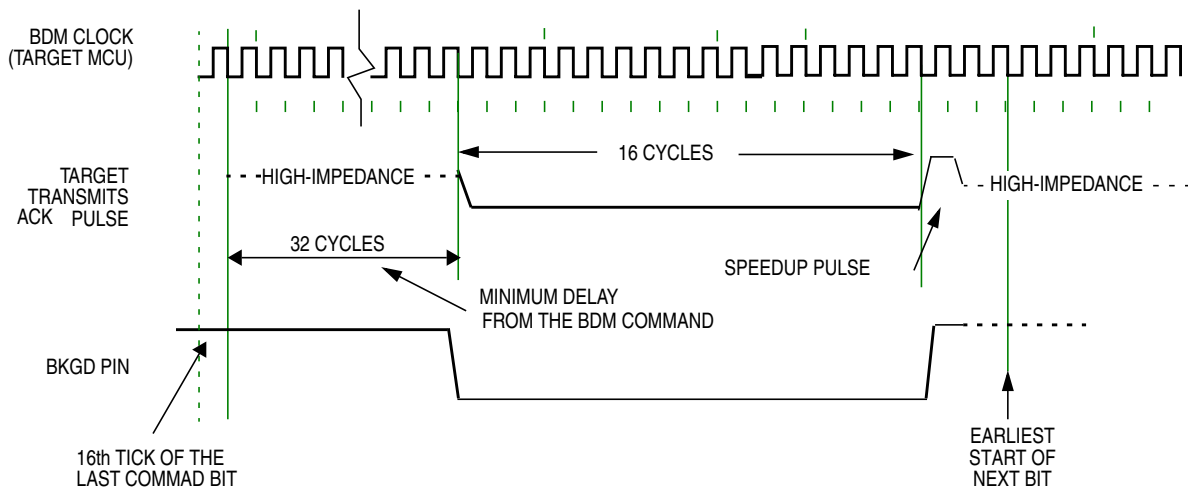 BDM CLOCK
(TARGET MCU)
16 CYCLES
TARGET
TRANSMITS
ACK PULSE
HIGH-IMPEDANCE
HIGH-IMPEDANCE
32 CYCLES
SPEEDUP PULSE
MINIMUM DELAY
FROM THE BDM COMMAND
BKGD PIN
16th TICK OF THE
LAST COMMAD BIT
EARLIEST
START OF
NEXT BIT